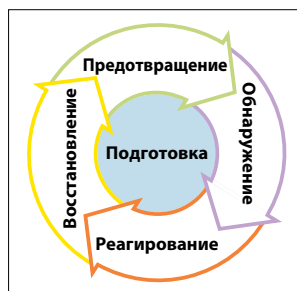 Предотвращение
Обнаружение
Подготовка
Восстановление
Реагирование